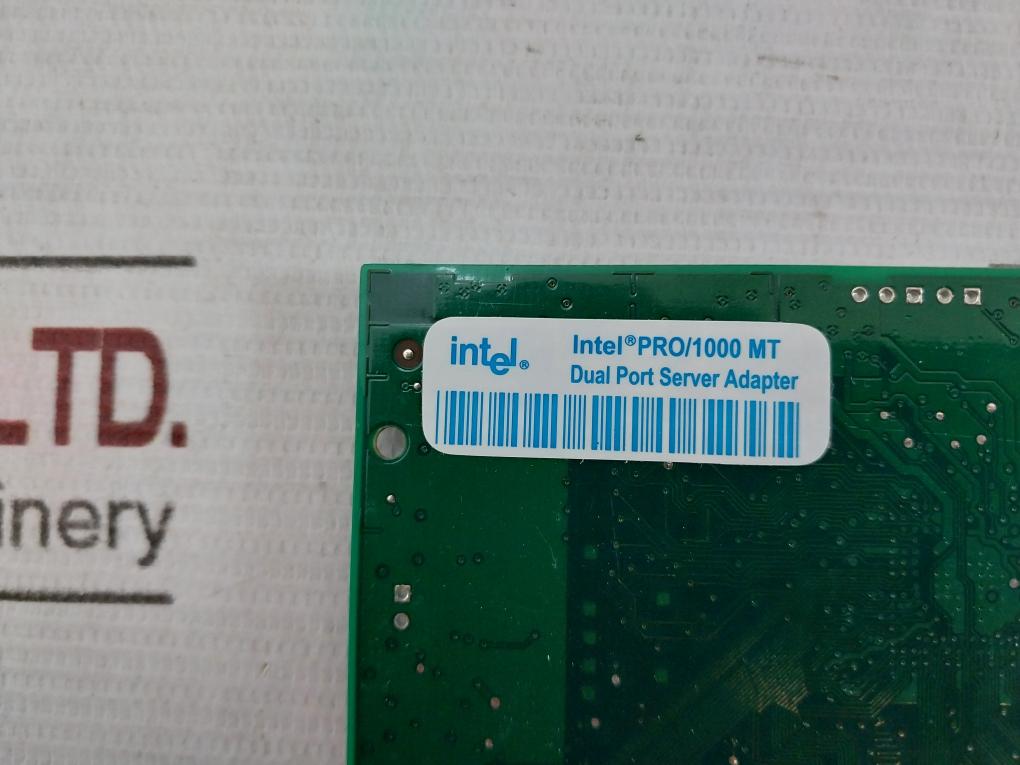 LTD.
inery
intel®
Intel®PRO/1000 MT
Dual Port Server Adapter